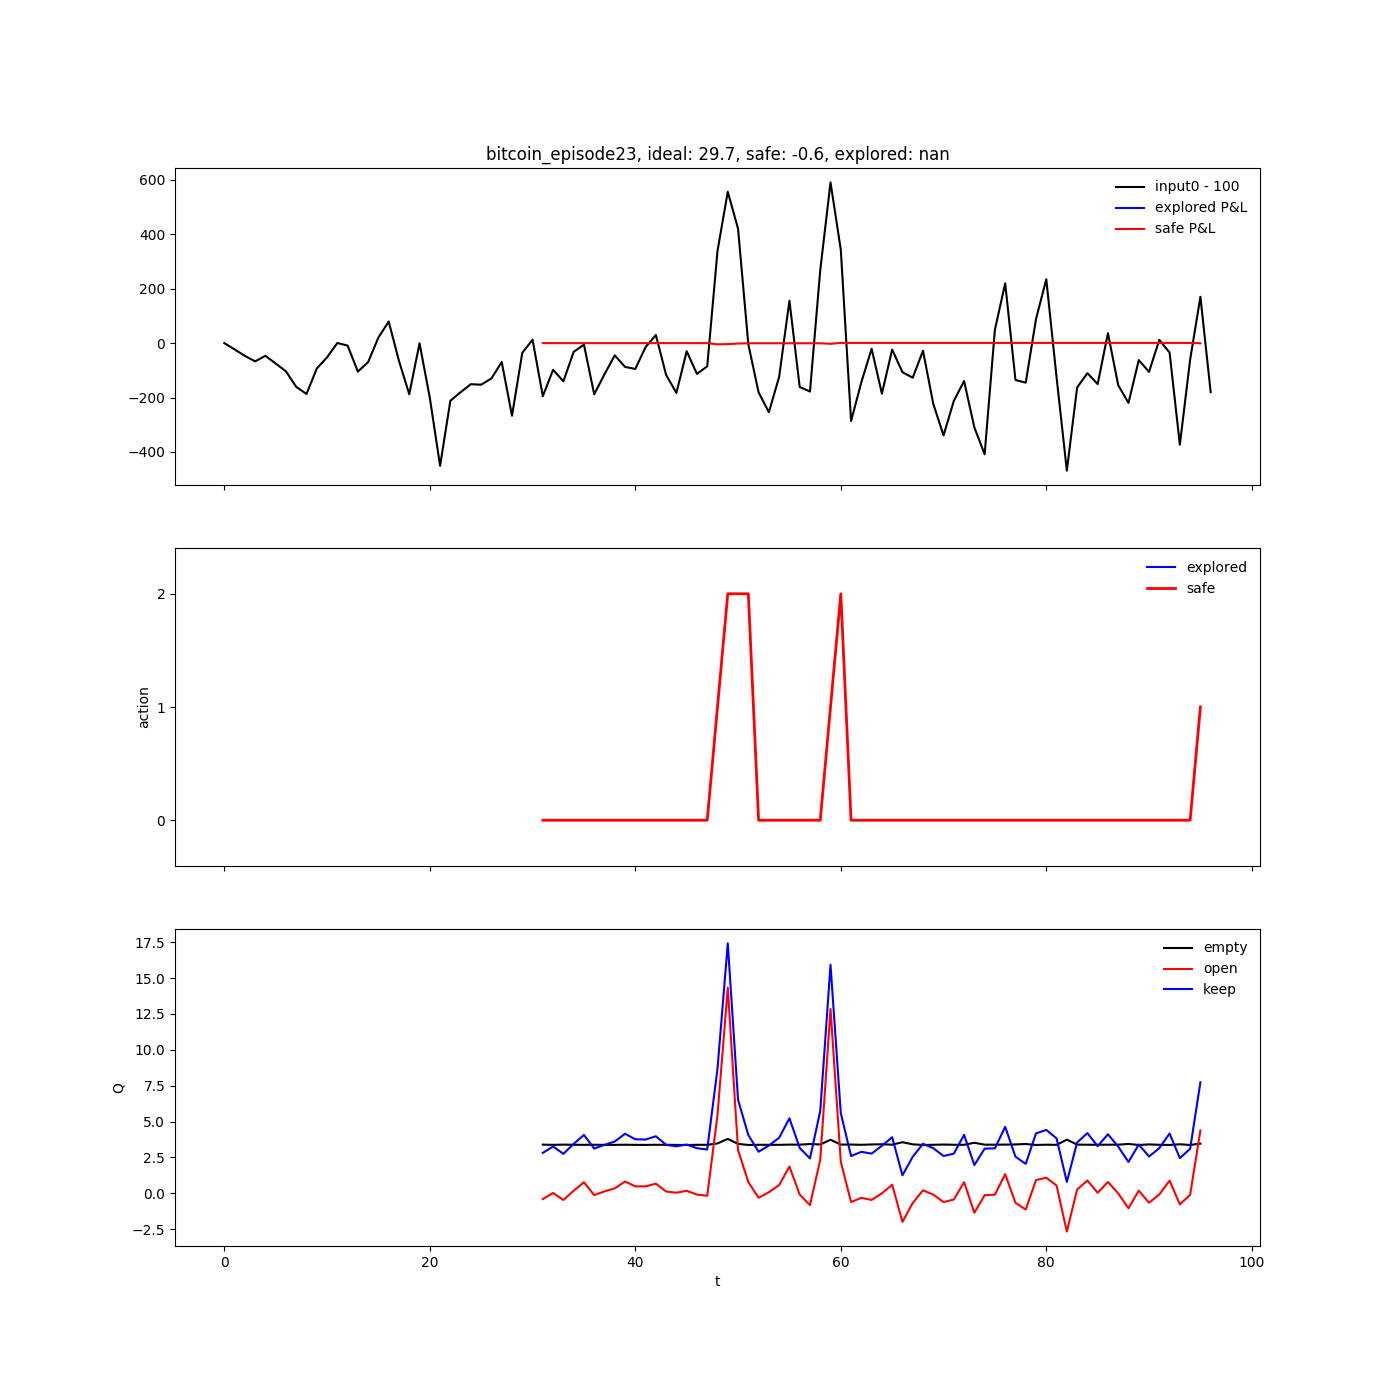 bitcoin_episode23, ideal: 29.7, safe: -0.6, explored: nan
600
400
200
0
−200
−400
input0 - 100
explored P&L
safe P&L
2
1
0
action
explored
safe
17.5
15.0
12.5
10.0
7.5
5.0
2.5
0.0
−2.5
Q
empty
open
keep
0 20 40 60 80 100
t